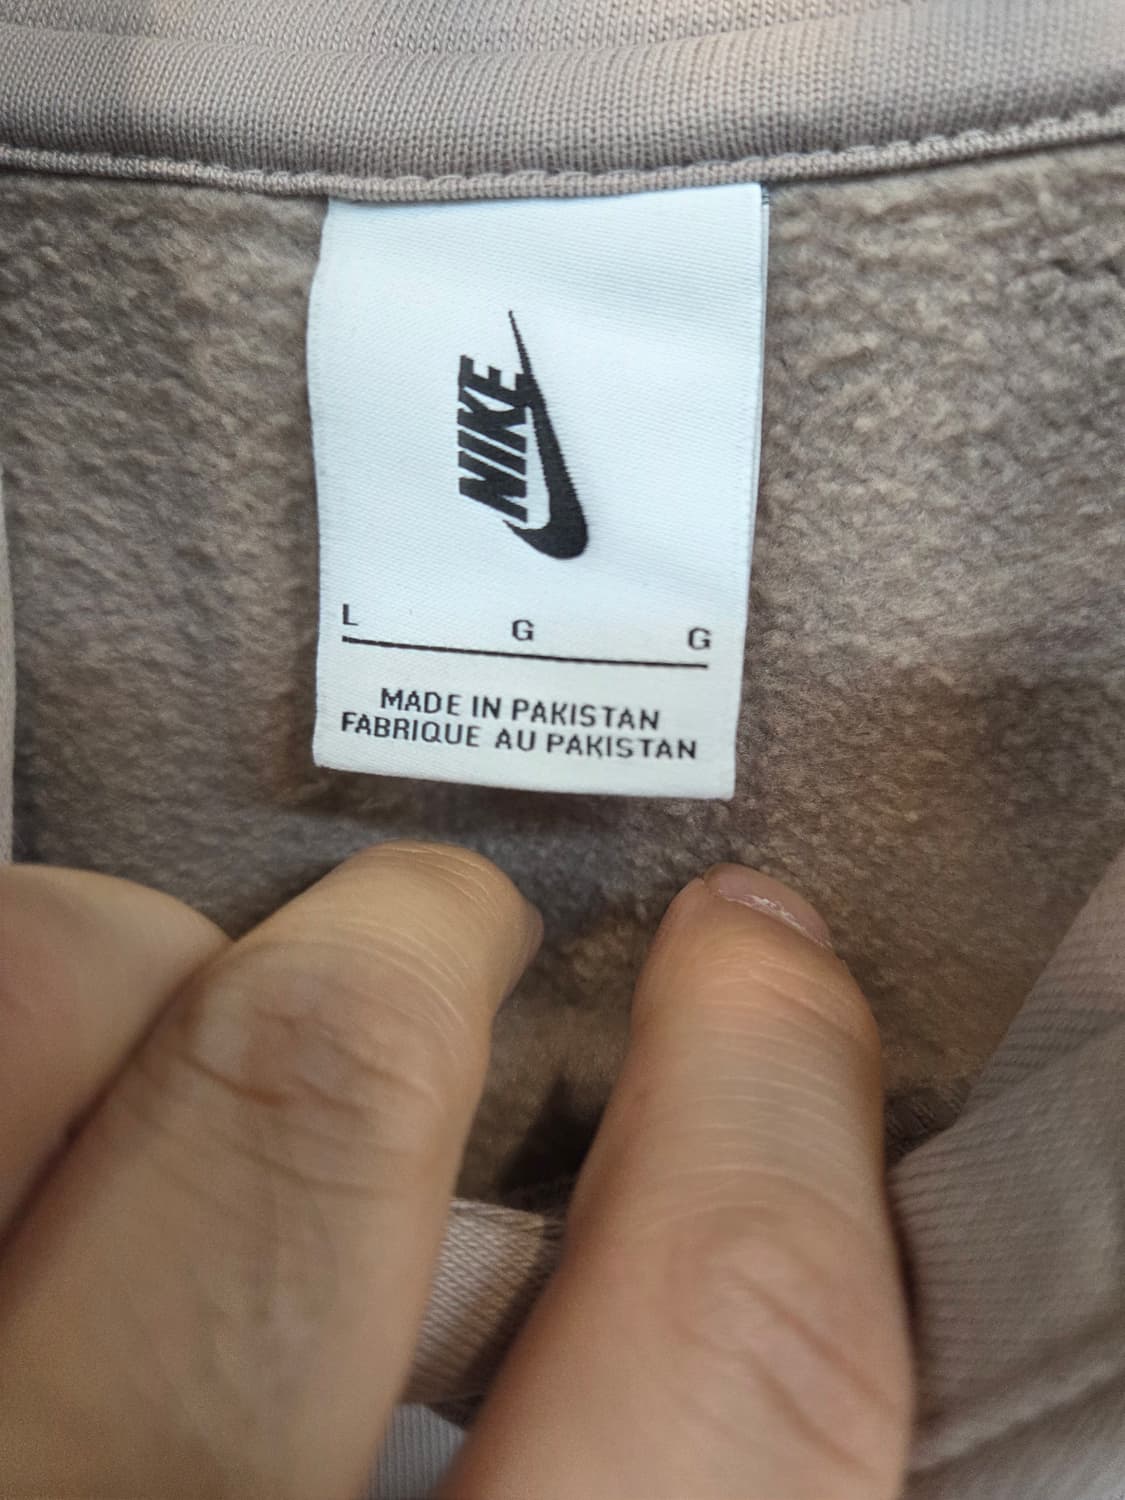 NIKE
L G G
MADE IN PAKISTAN
FABRIQUE AU PAKISTAN